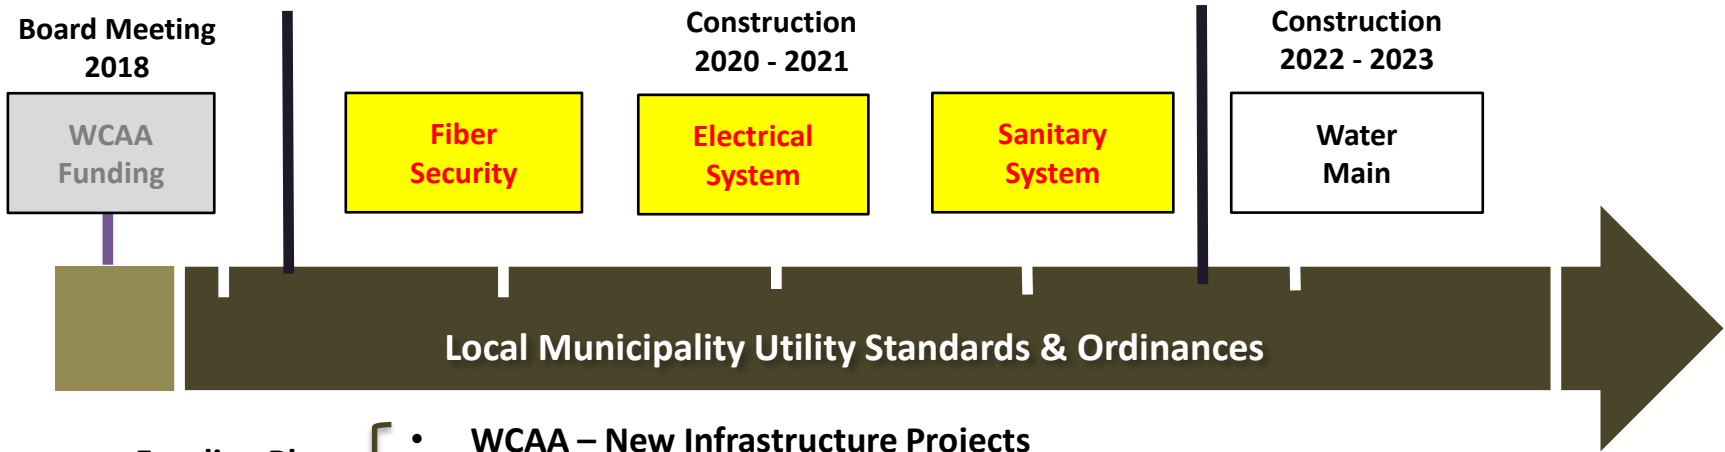 Board Meeting
2018
Construction
2020 - 2021
Construction
2022 - 2023
WCAA
Funding
Fiber
Security
Electrical
System
Sanitary
System
Water
Main
Local Municipality Utility Standards & Ordinances
• WCAA – New Infrastructure Projects